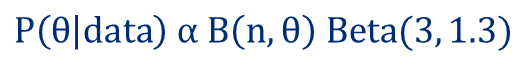 P(θ|data) α B(n, θ) Beta(3, 1.3)